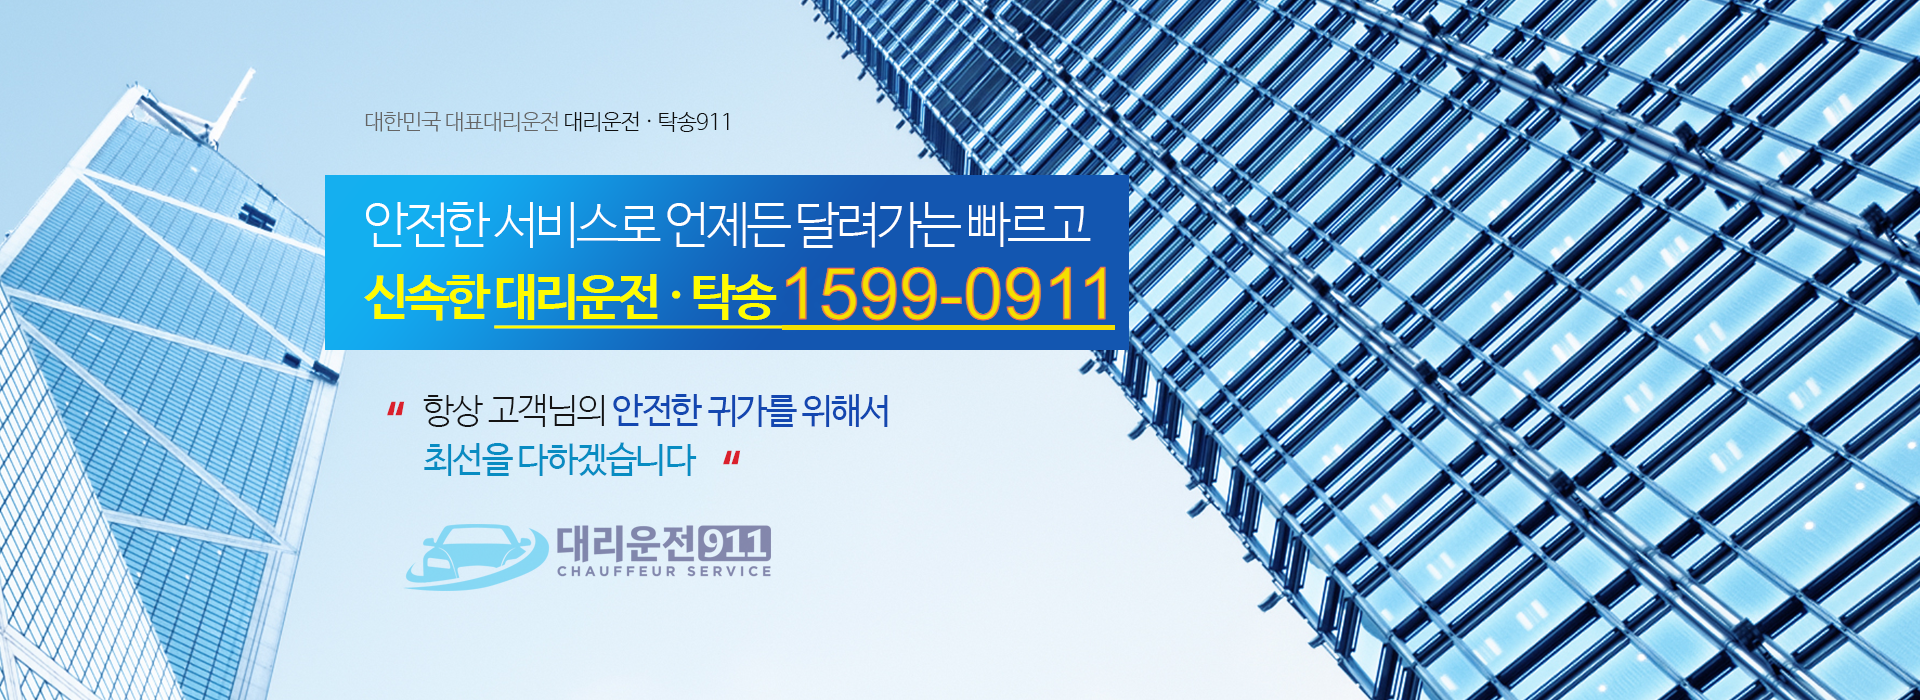 대한민국 대표대리운전 대리운전 · 탁송911
안전한 서비스로 언제든 달려가는 빠르고
신속한 대리운전 · 탁송 1599-0911
“ 항상 고객님의 안전한 귀가를 위해서
최선을 다하겠습니다 “
대리운전911
CHAUFFEUR SERVICE